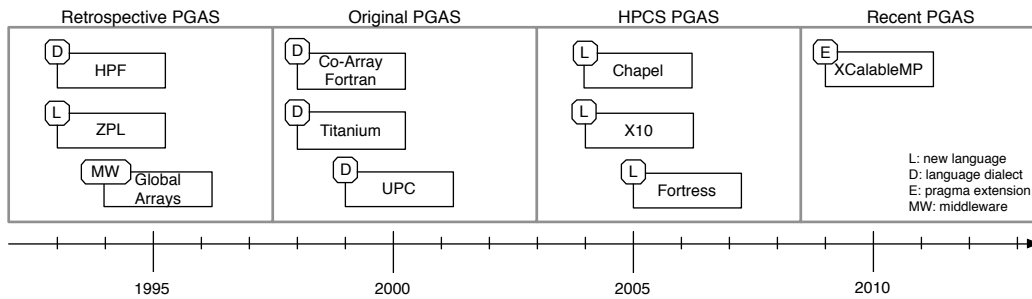 Retrospective PGAS
Original PGAS
HPCS PGAS
Recent PGAS
D
HPF
L
ZPL
MW
Global
Arrays
D
Co-Array
Fortran
D
Titanium
D
UPC
L
Chapel
L
X10
L
Fortress
E
XCalableMP
L: new language
D: language dialect
E: pragma extension
MW: middleware
1995
2000
2005
2010